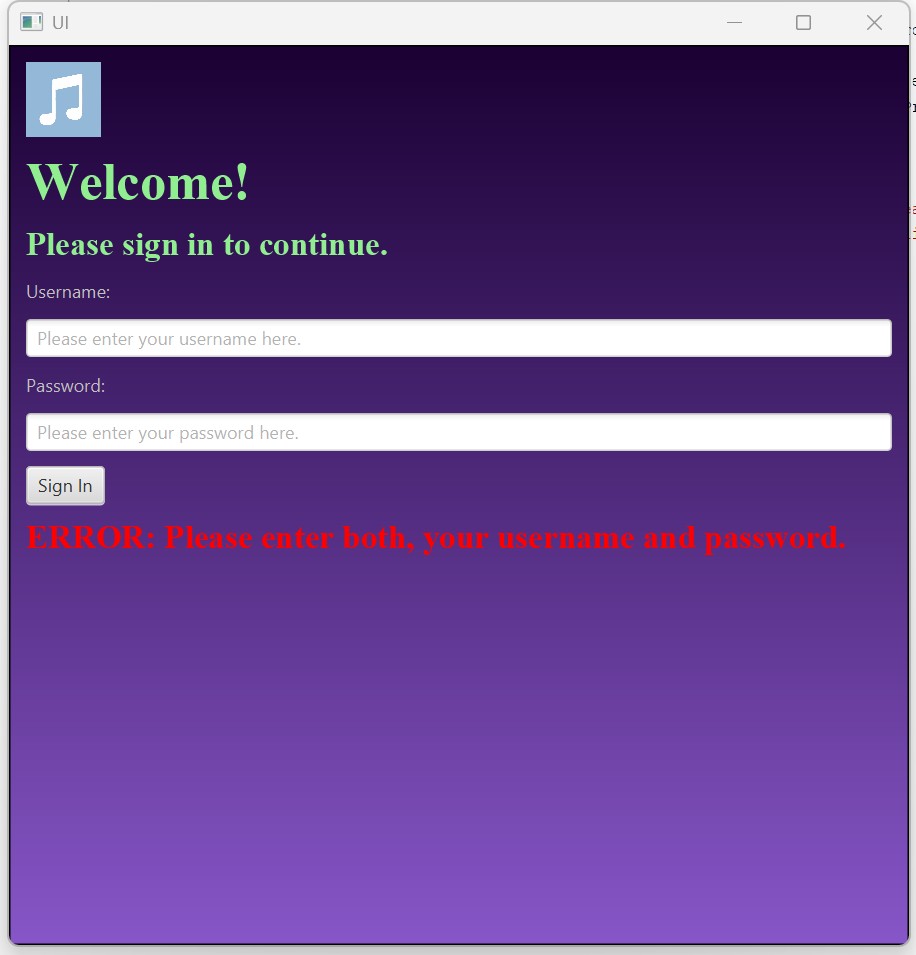 UI
Welcome!
Please sign in to continue.
Username:
Please enter your username here.
Password:
Please enter your password here.
Sign In
ERROR: Please enter both, your username and password.